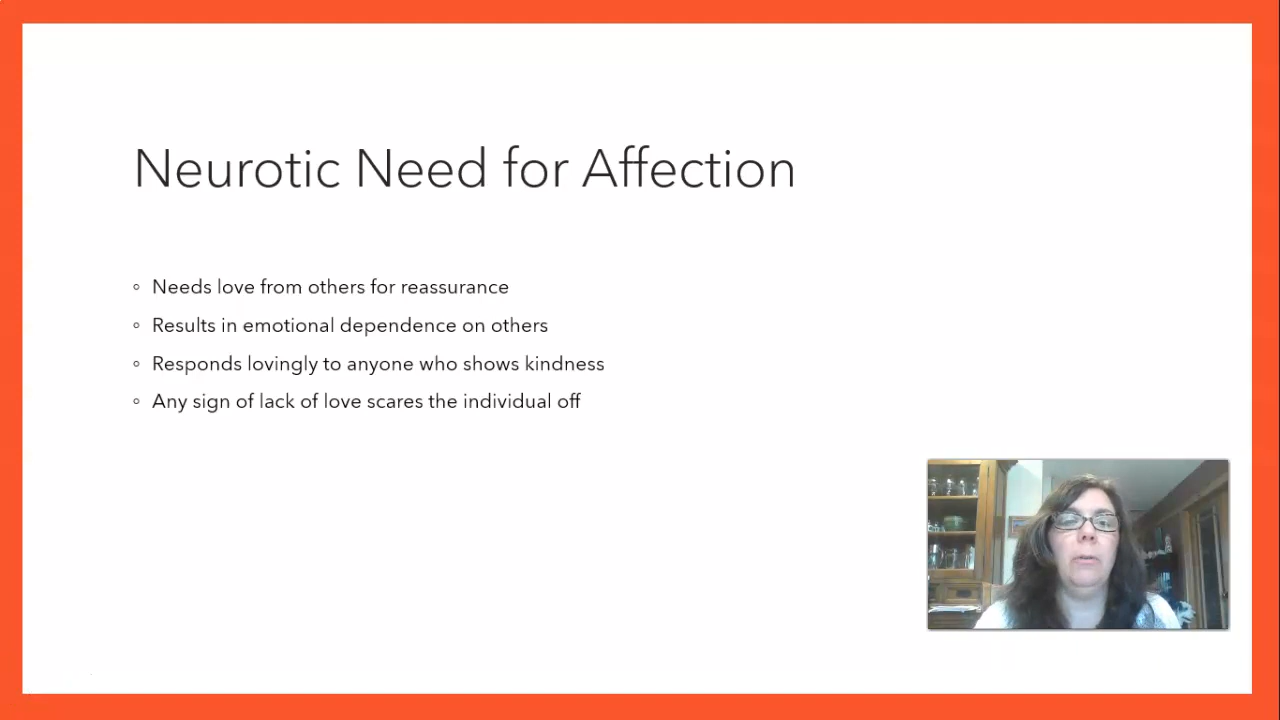 Neurotic Need for Affection
Needs love from others for reassurance
Results in emotional dependence on others
Responds lovingly to anyone who shows kindness
Any sign of lack of love scares the individual off